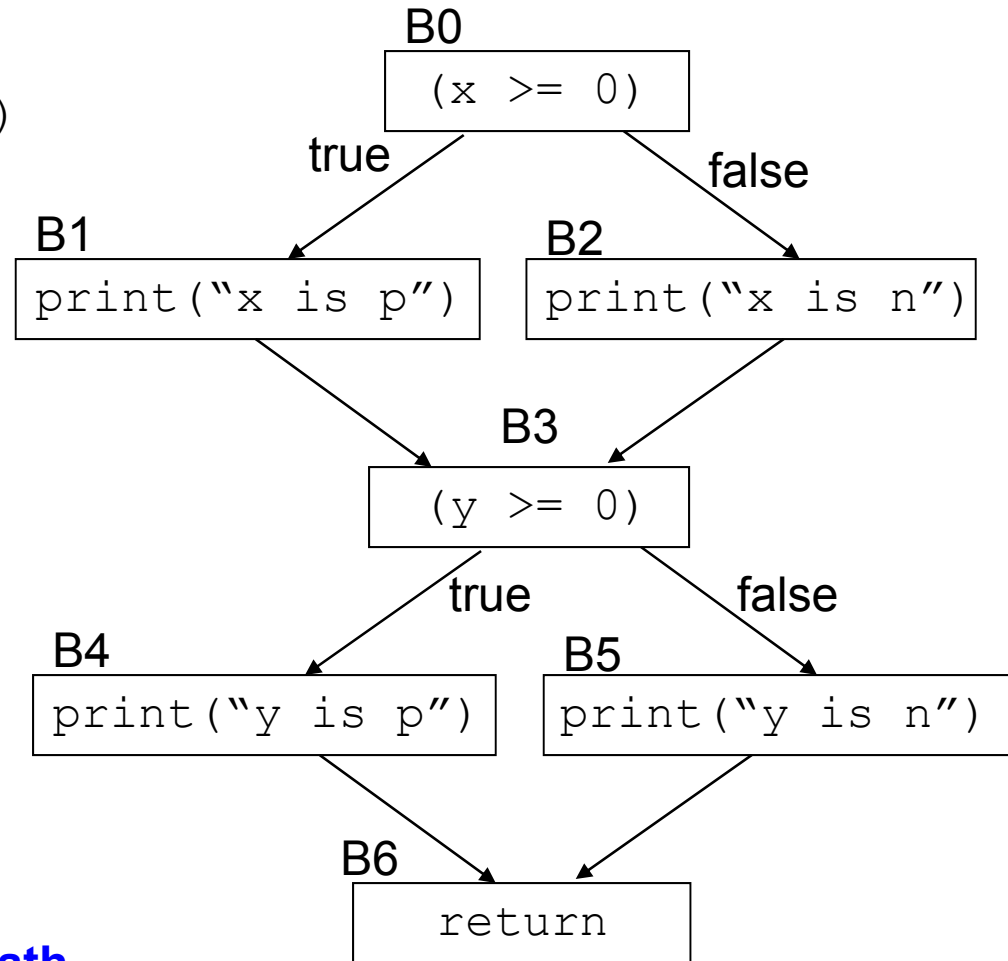 B0
(x >= 0)
)
true
false
B1
B2
print(“x is p”)
print(“x is n”)
B3
(y >= 0)
true
false
B4
B5
print(“y is p”)
print(“y is n”)
B6
return